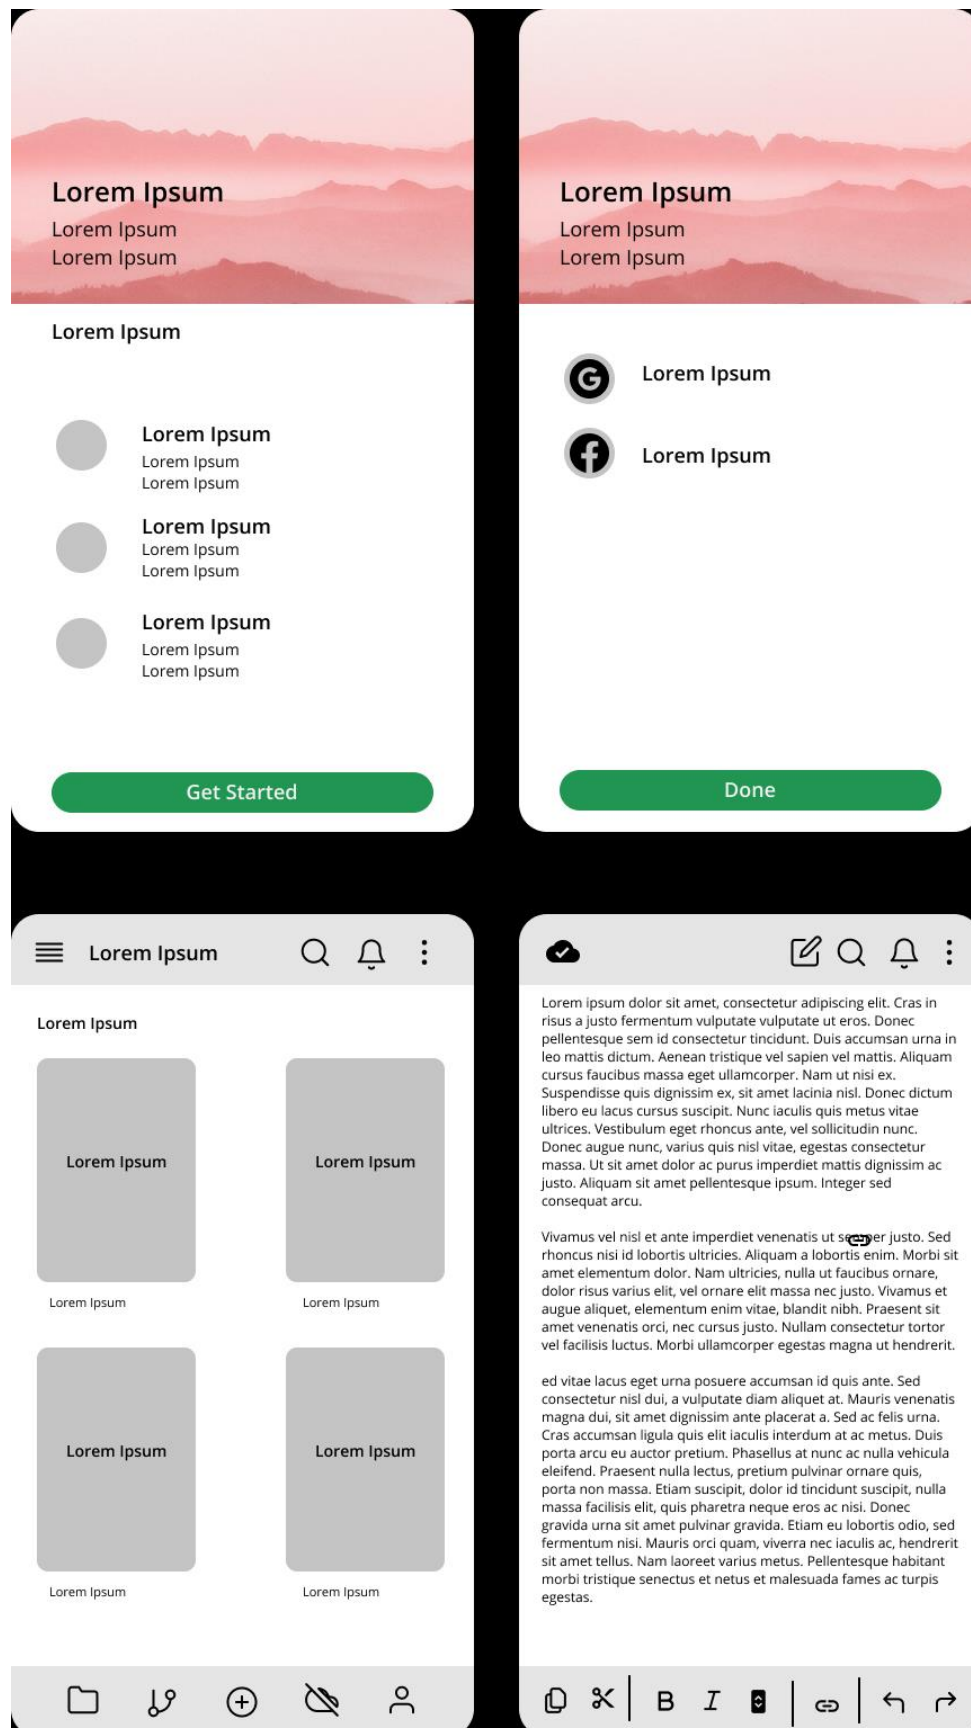 Lorem Ipsum
Lorem Ipsum
Lorem Ipsum
Lorem Ipsum
Lorem Ipsum
Lorem Ipsum
Lorem Ipsum
Lorem Ipsum
Lorem Ipsum
Lorem Ipsum
Lorem Ipsum
Lorem Ipsum
Lorem Ipsum
Get Started
Lorem Ipsum
Lorem Ipsum
Lorem Ipsum
G
Lorem Ipsum
f
Lorem Ipsum
Done
Lorem Ipsum
Lorem Ipsum
Lorem Ipsum
Lorem Ipsum
Lorem Ipsum
Lorem Ipsum
Lorem Ipsum
Lorem Ipsum
Lorem Ipsum
Lorem Ipsum
Lorem ipsum dolor sit amet, consectetur adipiscing elit. Cras in
risus a justo fermentum vulputate vulputate ut eros. Donec
pellentesque sem id consectetur tincidunt. Duis accumsan urna in
leo mattis dictum. Aenean tristique vel sapien vel mattis. Aliquam
cursus faucibus massa eget ullamcorper. Nam ut nisi ex.
Suspendisse quis dignissim ex, sit amet lacinia nisl. Donec dictum
libero eu lacus cursus suscipit. Nunc iaculis quis metus vitae
ultrices. Vestibulum eget rhoncus ante, vel sollicitudin nunc.
Donec augue nunc, varius quis nisl vitae, egestas consectetur
massa. Ut sit amet dolor ac purus imperdiet mattis dignissim ac
justo. Aliquam sit amet pellentesque ipsum. Integer sed
consequat arcu.
Vivamus vel nisl et ante imperdiet venenatis ut semper justo. Sed
rhoncus nisi id lobortis ultricies. Aliquam a lobortis enim. Morbi sit
amet elementum dolor. Nam ultricies, nulla ut faucibus ornare,
dolor risus varius elit, vel ornare elit massa nec justo. Vivamus et
augue aliquet, elementum enim vitae, blandit nibh. Praesent sit
amet venenatis orci, nec cursus justo. Nullam consectetur tortor
vel facilisis luctus. Morbi ullamcorper egestas magna ut hendrerit.
ed vitae lacus eget urna posuere accumsan id quis ante. Sed
consectetur nisl dui, a vulputate diam aliquet at. Mauris venenatis
magna dui, sit amet dignissim ante placerat a. Sed ac felis urna.
Cras accumsan ligula quis elit iaculis interdum at ac metus. Duis
porta arcu eu auctor pretium. Phasellus at nunc ac nulla vehicula
eleifend. Praesent nulla lectus, pretium pulvinar ornare quis,
porta non massa. Etiam suscipit, dolor id tincidunt suscipit, nulla
massa facilisis elit, quis pharetra neque eros ac nisi. Donec
gravida urna sit amet pulvinar gravida. Etiam eu lobortis odio, sed
fermentum nisi. Mauris orci quam, viverra nec iaculis ac, hendrerit
sit amet tellus. Nam laoreet varius metus. Pellentesque habitant
morbi tristique senectus et netus et malesuada fames ac turpis
egestas.
B I